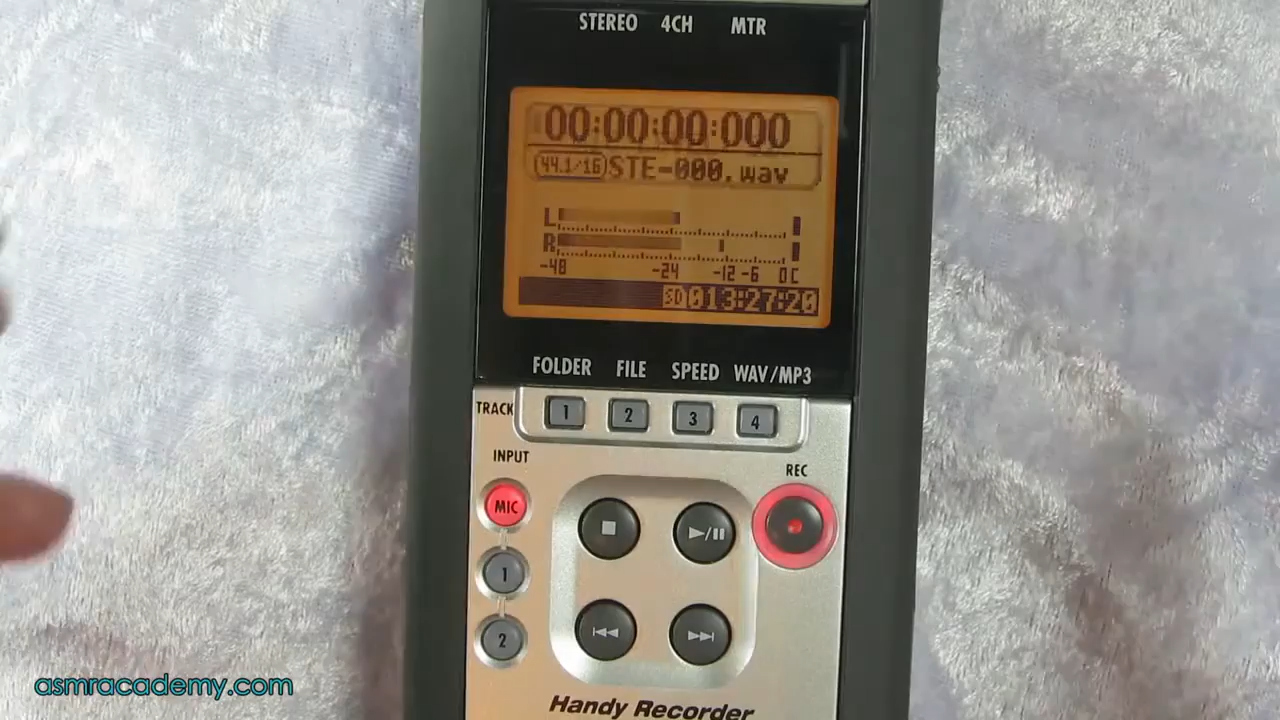 STEREO 4CH MTR
00:00:00:000
44.1/16 STE-000.wav
L
R
-48 -24 -12 -6 0 C
SD 013:27:20
FOLDER FILE SPEED WAV/MP3
TRACK 1 2 3 4
INPUT
REC
MIC
1
2
Handy Recorder
asmracademy.com